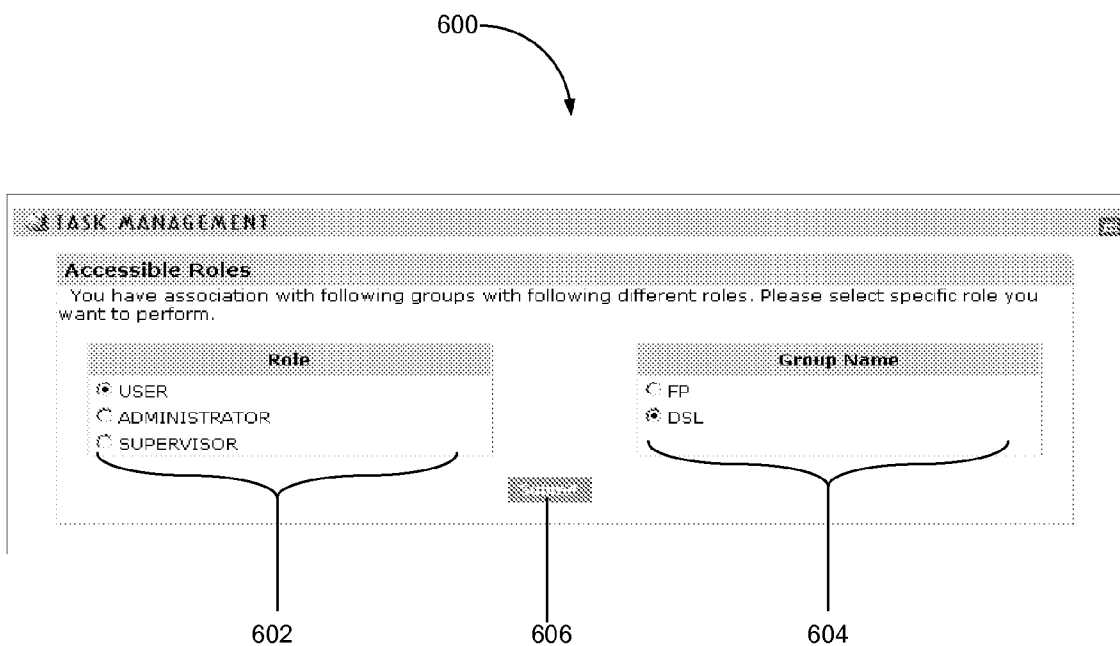 600
TASK MANAGEMENT
Accessible Roles
You have association with following groups with following different roles. Please select specific role you
want to perform.
Role
Group Name
USER
FP
ADMINISTRATOR
DSL
SUPERVISOR
602
606
604